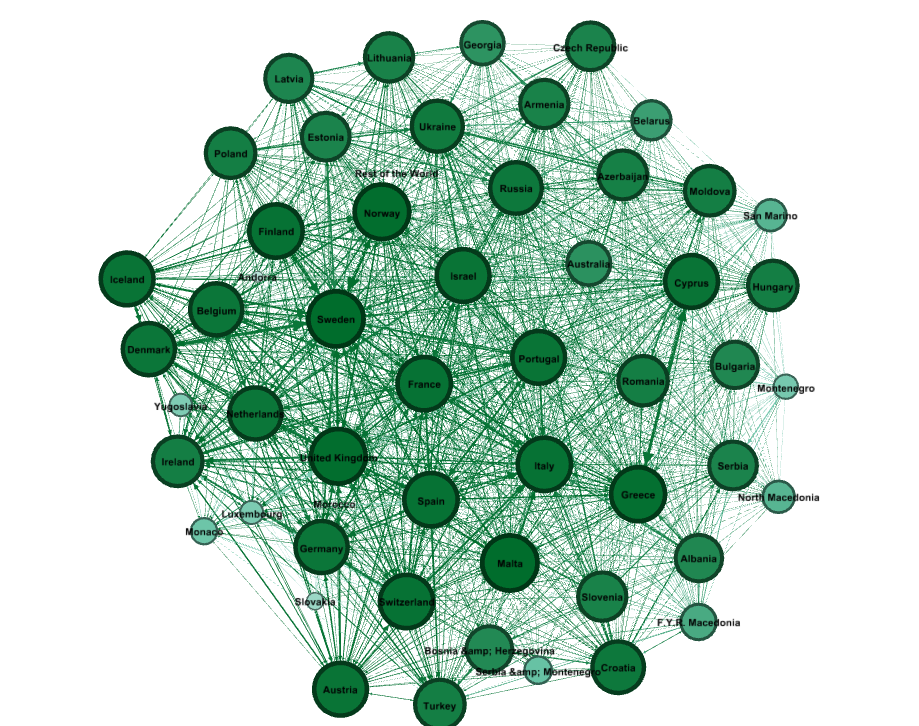 Georgia
Czech Republic
Lithuania
Latvia
Armenia
Belarus
Ukraine
Estonia
Poland
Rest of the World
Azerbaijan
Russia
Moldova
Norway
San Marino
Finland
Australia
Israel
Andorra
Iceland
Cyprus
Hungary
Belgium
Sweden
Denmark
Portugal
Bulgaria
Romania
France
Montenegro
Yugoslavia
Netherlands
United Kingdom
Ireland
Italy
Serbia
Greece
North Macedonia
Spain
Morocco
Luxembourg
Monaco
Germany
Albania
Malta
Slovenia
Slovakia
Switzerland
F.Y.R. Macedonia
Bosnia &amp; Herzegovina
Croatia
Serbia &amp; Montenegro
Austria
Turkey